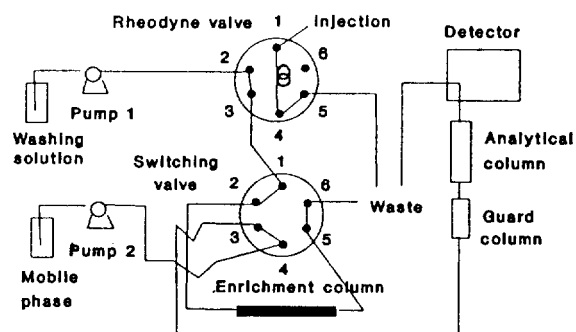 Rheodyne valve
1
Injection
2
6
3
5
4
Pump 1
Washing
solution
Detector
Analytical
column
Guard
column
Switching
valve
1
2
6
3
5
4
Waste
Pump 2
Mobile
phase
Enrichment column